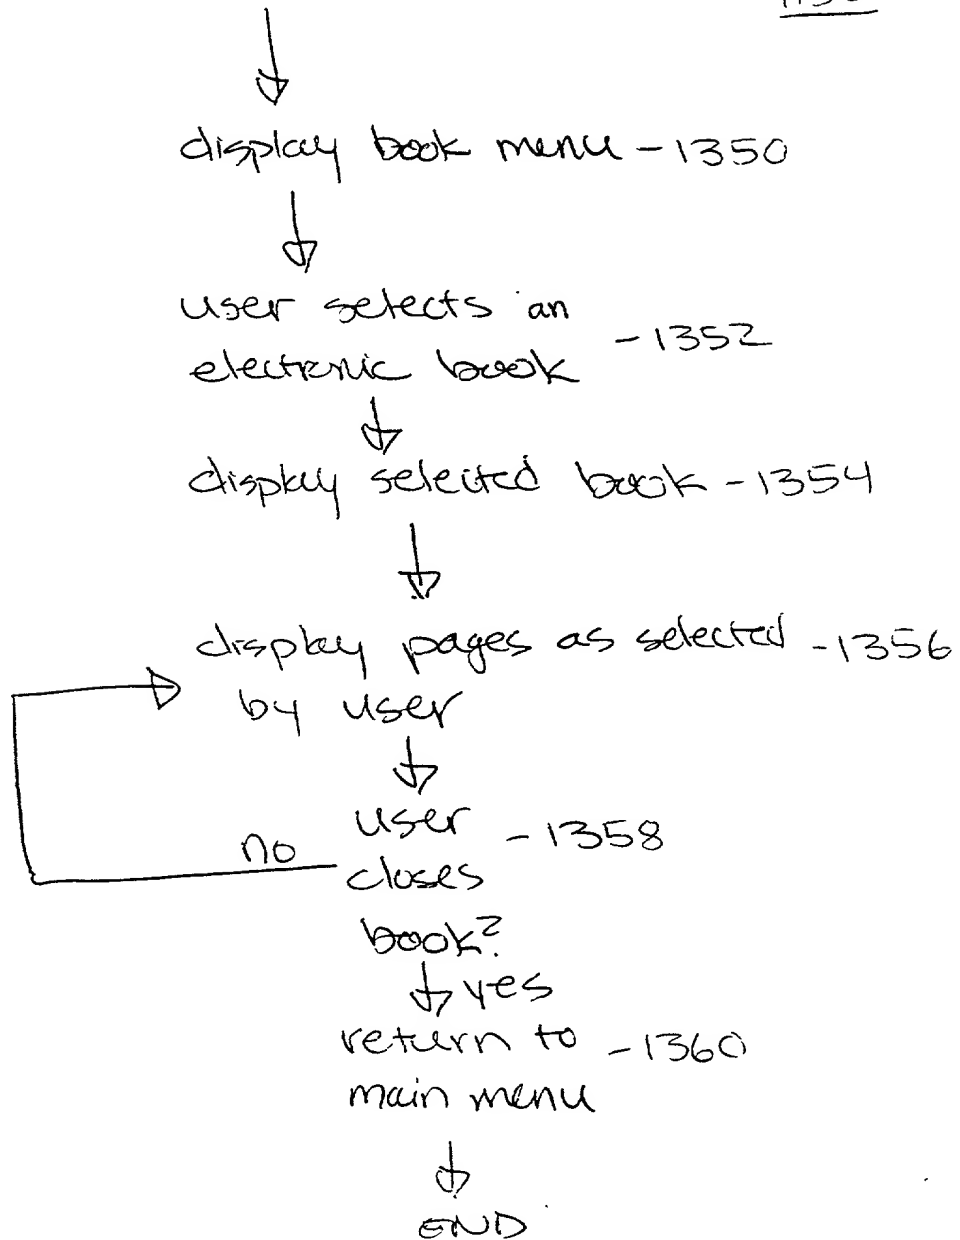 display book menu - 1350
user selects an
electronic book - 1352
display selected book - 1354
display pages as selected - 1356
by user
user - 1358
no
closes
book?
yes
return to - 1360
main menu
END